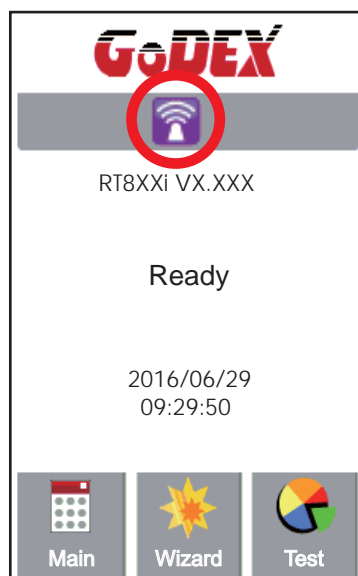 GoDEX
RT8XXi VX.XXX
Ready
2016/06/29
09:29:50
Main Wizard Test